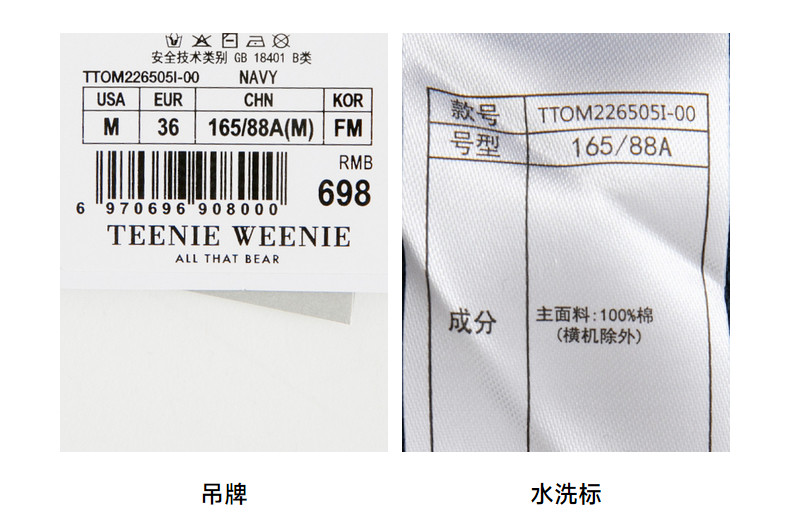 安全技术类别 GB 18401 B类
TTOM226505I-00 NAVY
USA EUR CHN KOR
M 36 165/88A(M) FM
RMB
698
6 970696 908000
TEENIE WEENIE
ALL THAT BEAR
款号 TTOM226505I-00
号型 165/88A
成分 主面料:100%棉
(横机除外)
吊牌
水洗标